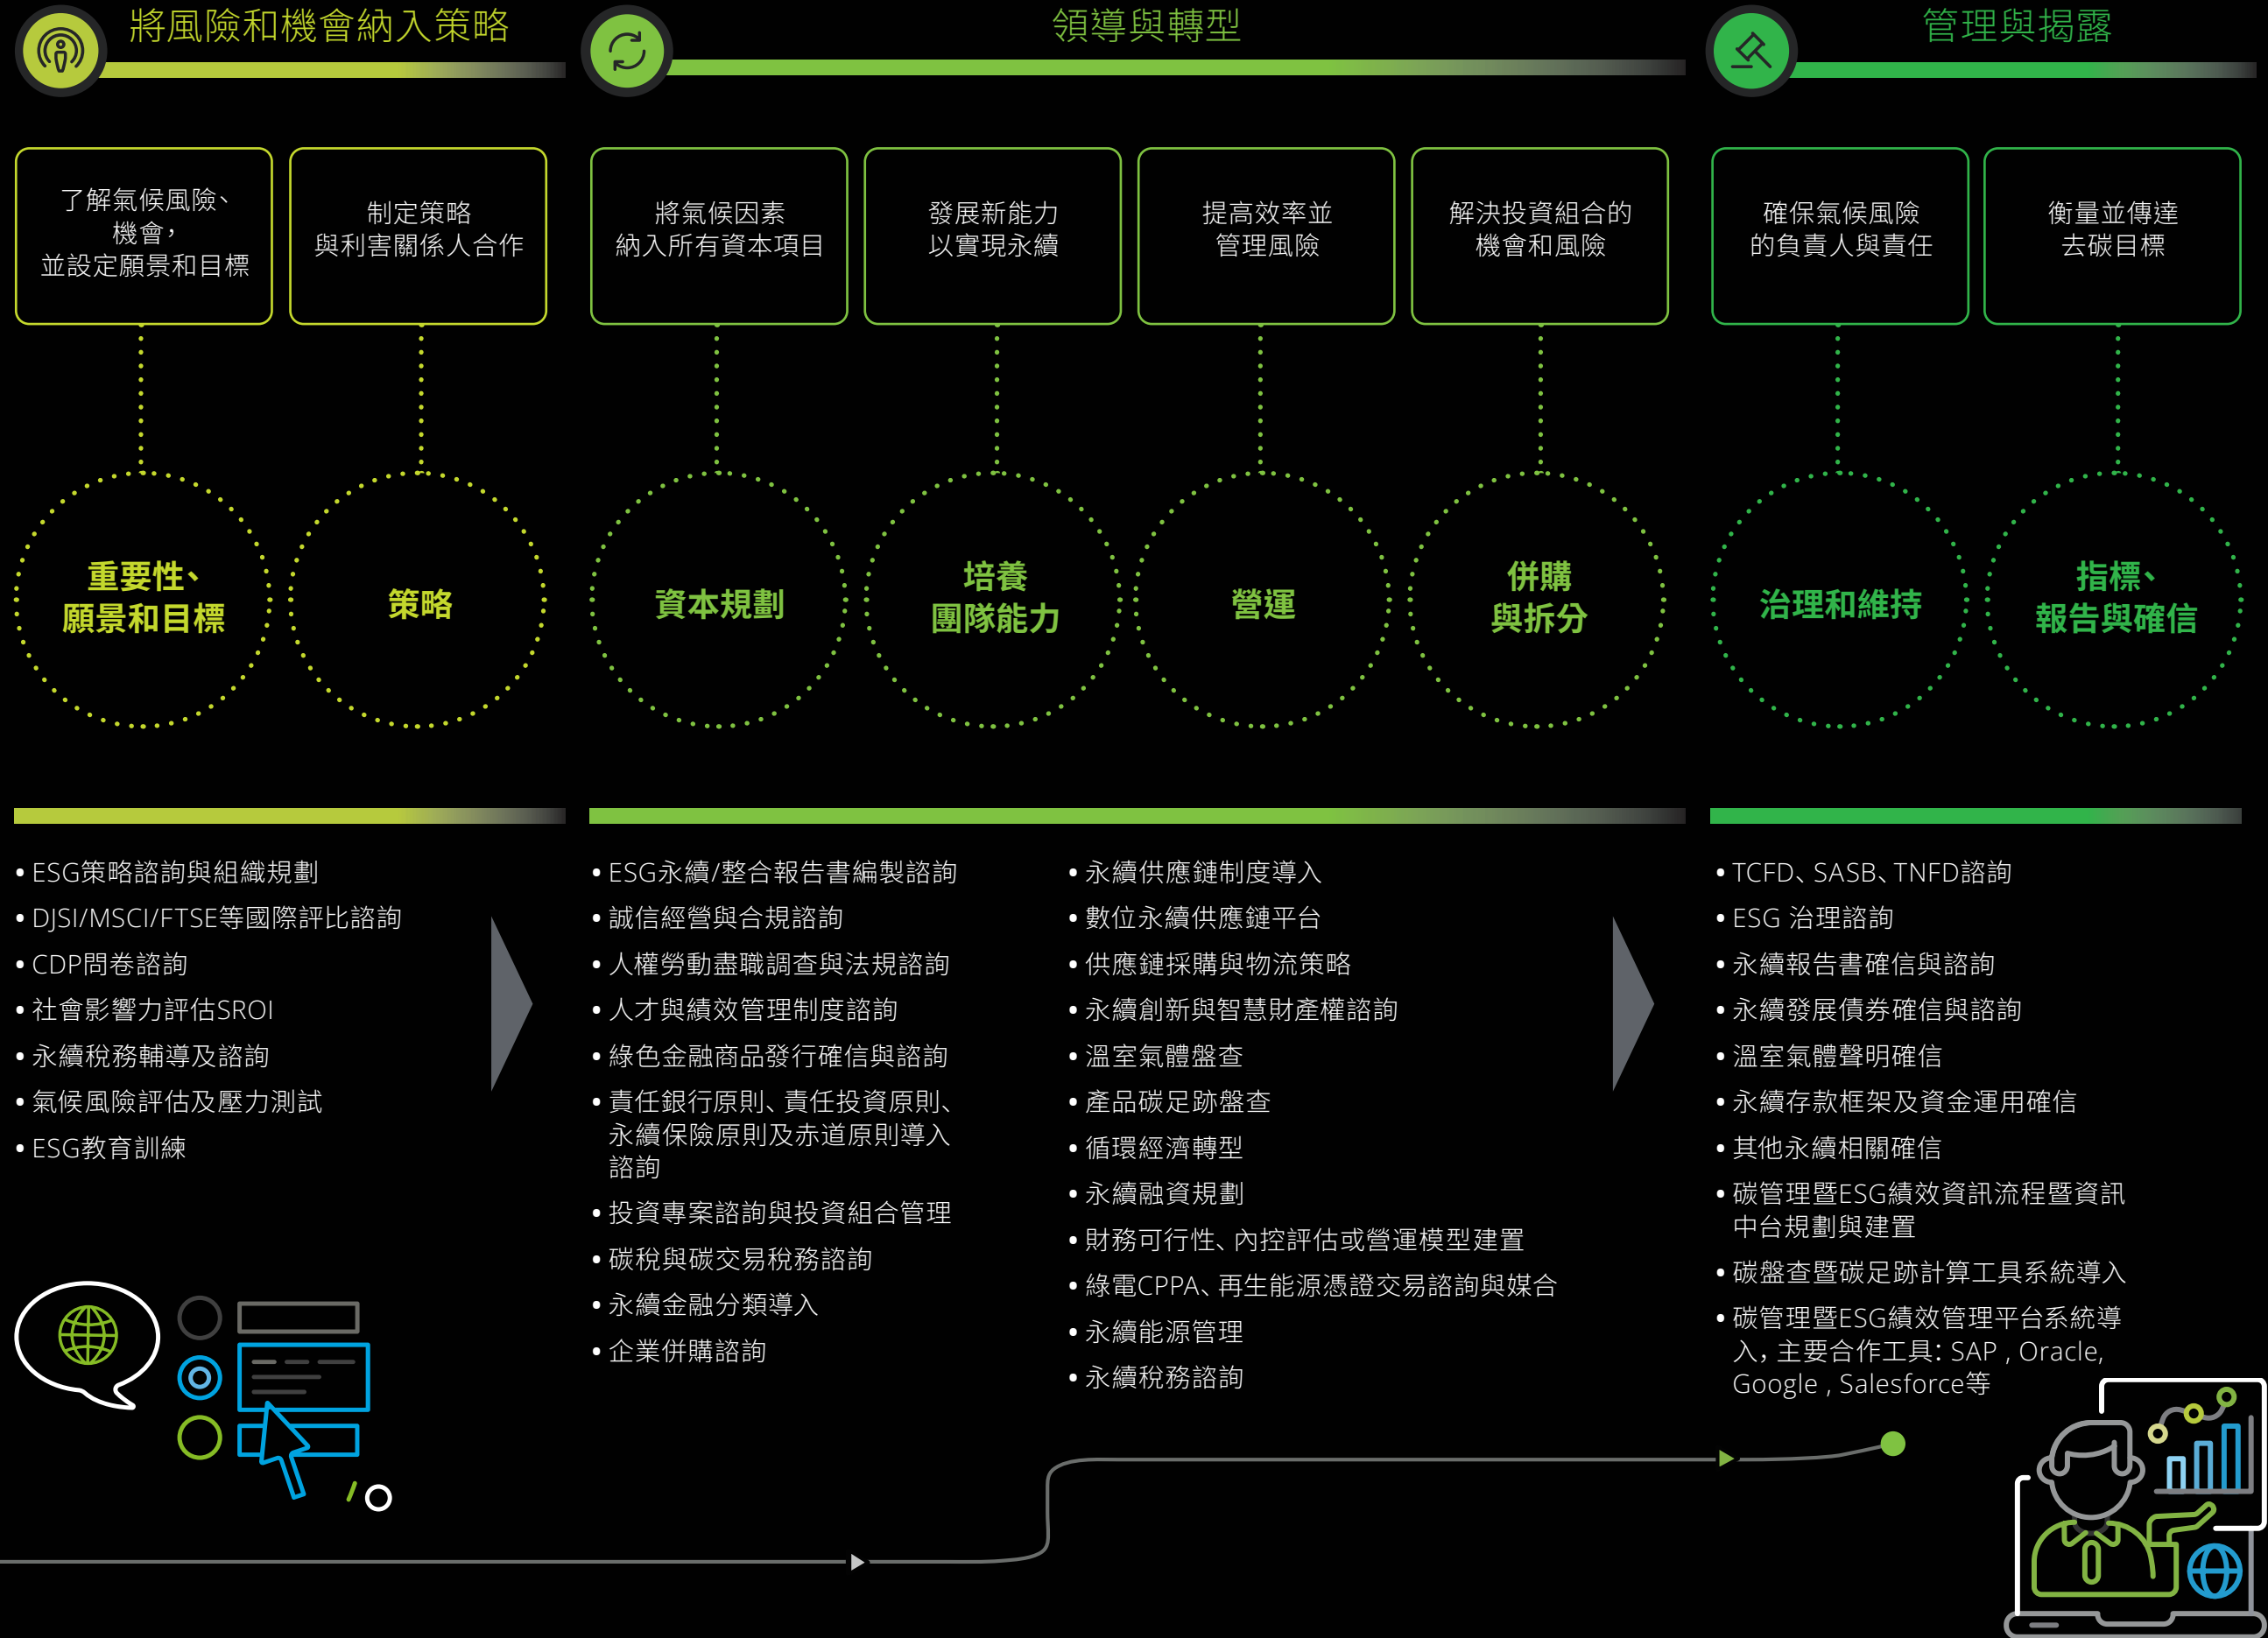 將風險和機會納入策略
領導與轉型
管理與揭露
了解氣候風險、
機會，
並設定願景和目標
制定策略
與利害關係人合作
將氣候因素
納入所有資本項目
發展新能力
以實現永續
提高效率並
管理風險
解決投資組合的
機會和風險
確保氣候風險
的負責人與責任
衡量並傳達
去碳目標
重要性、
願景和目標
策略
資本規劃
培養
團隊能力
營運
併購
與拆分
治理和維持
指標、
報告與確信
• ESG策略諮詢與組織規劃
• DJSI/MSCI/FTSE等國際評比諮詢
• CDP問卷諮詢
• 社會影響力評估SROI
• 永續稅務輔導及諮詢
• 氣候風險評估及壓力測試
• ESG教育訓練
• ESG永續/整合報告書編製諮詢
• 誠信經營與合規諮詢
• 人權勞動盡職調查與法規諮詢
• 人才與績效管理制度諮詢
• 綠色金融商品發行確信與諮詢
• 責任銀行原則、責任投資原則、
永續保險原則及赤道原則導入
諮詢
• 投資專案諮詢與投資組合管理
• 碳稅與碳交易稅務諮詢
• 永續金融分類導入
• 企業併購諮詢
• 永續供應鏈制度導入
• 數位永續供應鏈平台
• 供應鏈採購與物流策略
• 永續創新與智慧財產權諮詢
• 溫室氣體盤查
• 產品碳足跡盤查
• 循環經濟轉型
• 永續融資規劃
• 財務可行性、內控評估或營運模型建置
• 綠電CPPA、再生能源憑證交易諮詢與媒合
• 永續能源管理
• 永續稅務諮詢
• TCFD、SASB、TNFD諮詢
• ESG 治理諮詢
• 永續報告書確信與諮詢
• 永續發展債券確信與諮詢
• 溫室氣體聲明確信
• 永續存款框架及資金運用確信
• 其他永續相關確信
• 碳管理暨ESG績效資訊流程暨資訊
中台規劃與建置
• 碳盤查暨碳足跡計算工具系統導入
• 碳管理暨ESG績效管理平台系統導
入，主要合作工具：SAP , Oracle,
Google , Salesforce等